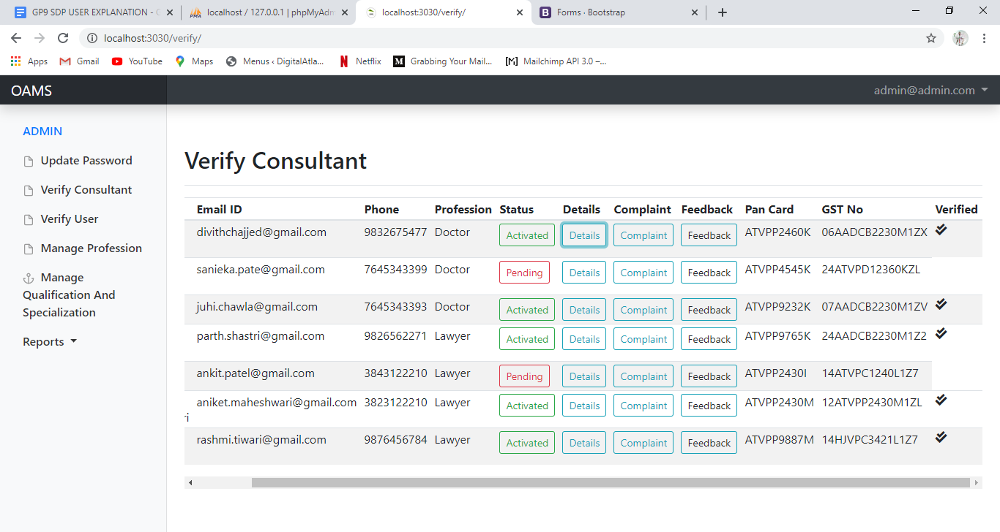 GP9 SDP USER EXPLANATION - G
localhost / 127.0.0.1 | phpMyAdm
localhost:3030/verify/
Forms · Bootstrap
localhost:3030/verify/
Apps Gmail YouTube Maps Menus ‹ DigitalAtla... Netflix Grabbing Your Mail... Mailchimp API 3.0 –...
OAMS admin@admin.com
ADMIN
Update Password
Verify Consultant
Verify User
Manage Profession
Manage
Qualification And
Specialization
Reports
Verify Consultant
Email ID Phone Profession Status Details Complaint Feedback Pan Card GST No Verified
divithchajjed@gmail.com 9832675477 Doctor Activated Details Complaint Feedback ATVPP2460K 06AADCB2230M1ZX
sanieka.pate@gmail.com 7645343399 Doctor Pending Details Complaint Feedback ATVPP4545K 24ATVPD12360KZL
juhi.chawla@gmail.com 7645343393 Doctor Activated Details Complaint Feedback ATVPP9232K 07AADCB2230M1ZV
parth.shastri@gmail.com 9826562271 Lawyer Activated Details Complaint Feedback ATVPP9765K 24AADCB2230M1Z2
ankit.patel@gmail.com 3843122210 Lawyer Pending Details Complaint Feedback ATVPP2430I 14ATVPC1240L1Z7
aniket.maheshwari@gmail.com 3823122210 Lawyer Activated Details Complaint Feedback ATVPP2430M 12ATVPP2430M1ZL
ri
rashmi.tiwari@gmail.com 9876456784 Lawyer Activated Details Complaint Feedback ATVPP9887M 14HJVPC3421L1Z7